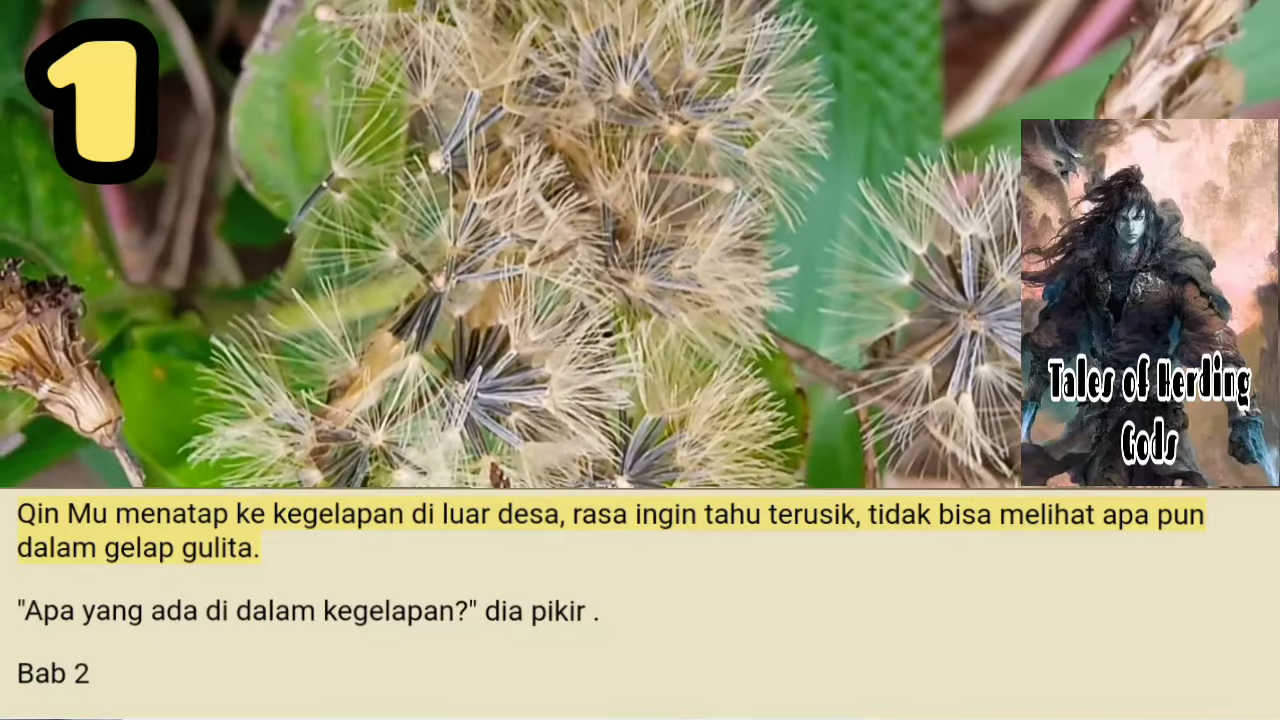 1
Tales of Herding
Gods
Qin Mu menatap ke kegelapan di luar desa, rasa ingin tahu terusik, tidak bisa melihat apa pun
dalam gelap gulita.
"Apa yang ada di dalam kegelapan?" dia pikir .
Bab 2